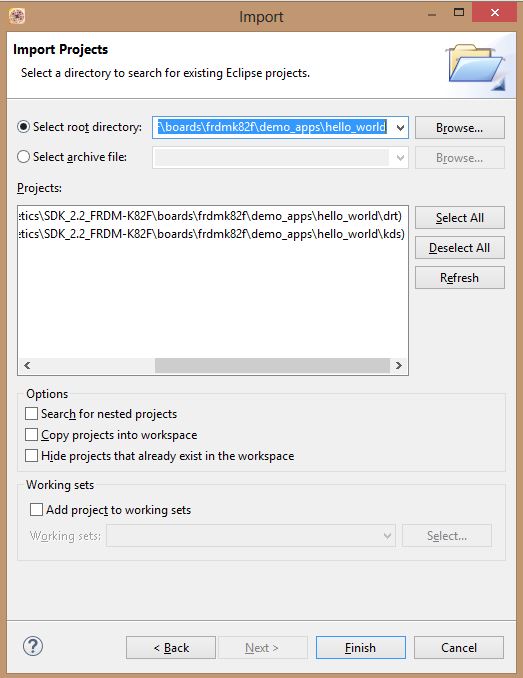 Import
Import Projects
Select a directory to search for existing Eclipse projects.
Select root directory:
\boards\frdmk82f\demo_apps\hello_world
Browse...
Select archive file:
Browse...
Projects:
etics\SDK_2.2_FRDM-K82F\boards\frdmk82f\demo_apps\hello_world\drt)
etics\SDK_2.2_FRDM-K82F\boards\frdmk82f\demo_apps\hello_world\kds)
Select All
Deselect All
Refresh
Options
Search for nested projects
Copy projects into workspace
Hide projects that already exist in the workspace
Working sets
Add project to working sets
Working sets:
Select...
?
< Back
Next >
Finish
Cancel